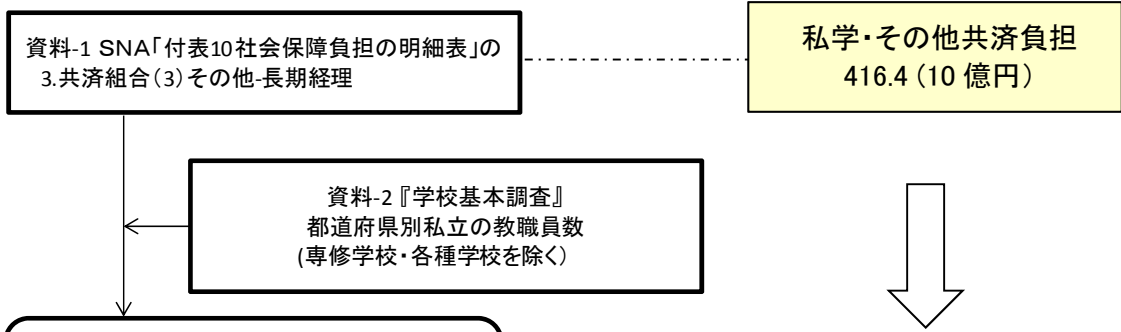 資料-1 SNA「付表10社会保障負担の明細表」の
3.共済組合(3)その他-長期経理
私学・その他共済負担
416.4(10 億円)
資料-2『学校基本調査』
都道府県別私立の教職員数
(専修学校・各種学校を除く)